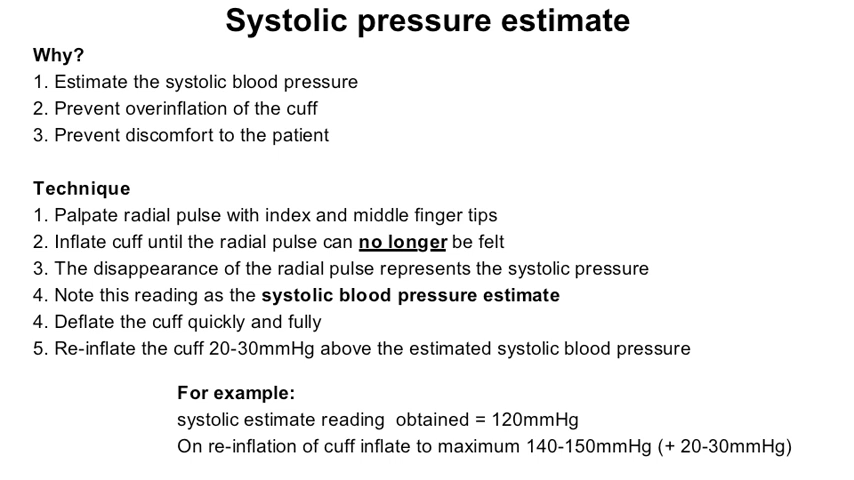 Systolic pressure estimate
Why?
1. Estimate the systolic blood pressure
2. Prevent overinflation of the cuff
3. Prevent discomfort to the patient
Technique
1. Palpate radial pulse with index and middle finger tips
2. Inflate cuff until the radial pulse can no longer be felt
3. The disappearance of the radial pulse represents the systolic pressure
4. Note this reading as the systolic blood pressure estimate
4. Deflate the cuff quickly and fully
5. Re-inflate the cuff 20-30mmHg above the estimated systolic blood pressure
For example:
systolic estimate reading  obtained = 120mmHg
On re-inflation of cuff inflate to maximum 140-150mmHg (+ 20-30mmHg)